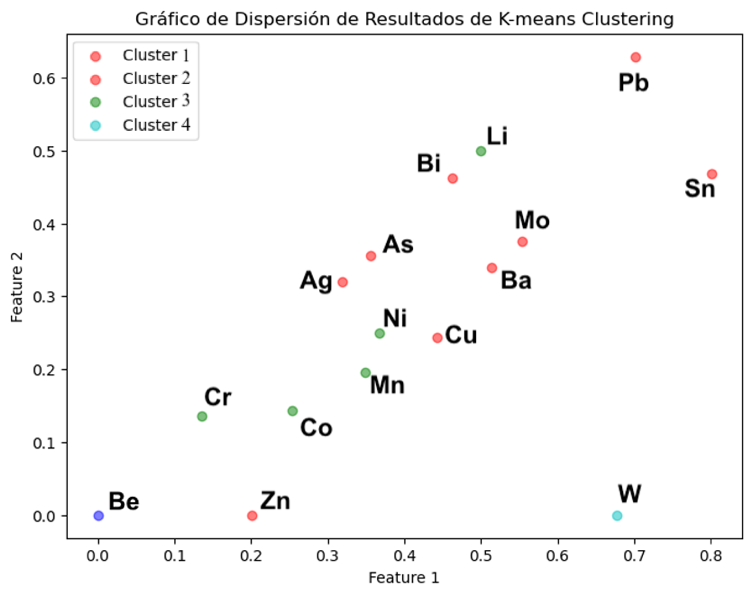 Gráfico de Dispersión de Resultados de K-means Clustering
Cluster 1
Cluster 2
Cluster 3
Cluster 4
Pb
Li
Bi
Sn
Mo
As
Ag
Ba
Ni
Cu
Mn
Cr
Co
Be
Zn
W
Feature 2
0.6
0.5
0.4
0.3
0.2
0.1
0.0
0.0 0.1 0.2 0.3 0.4 0.5 0.6 0.7 0.8
Feature 1